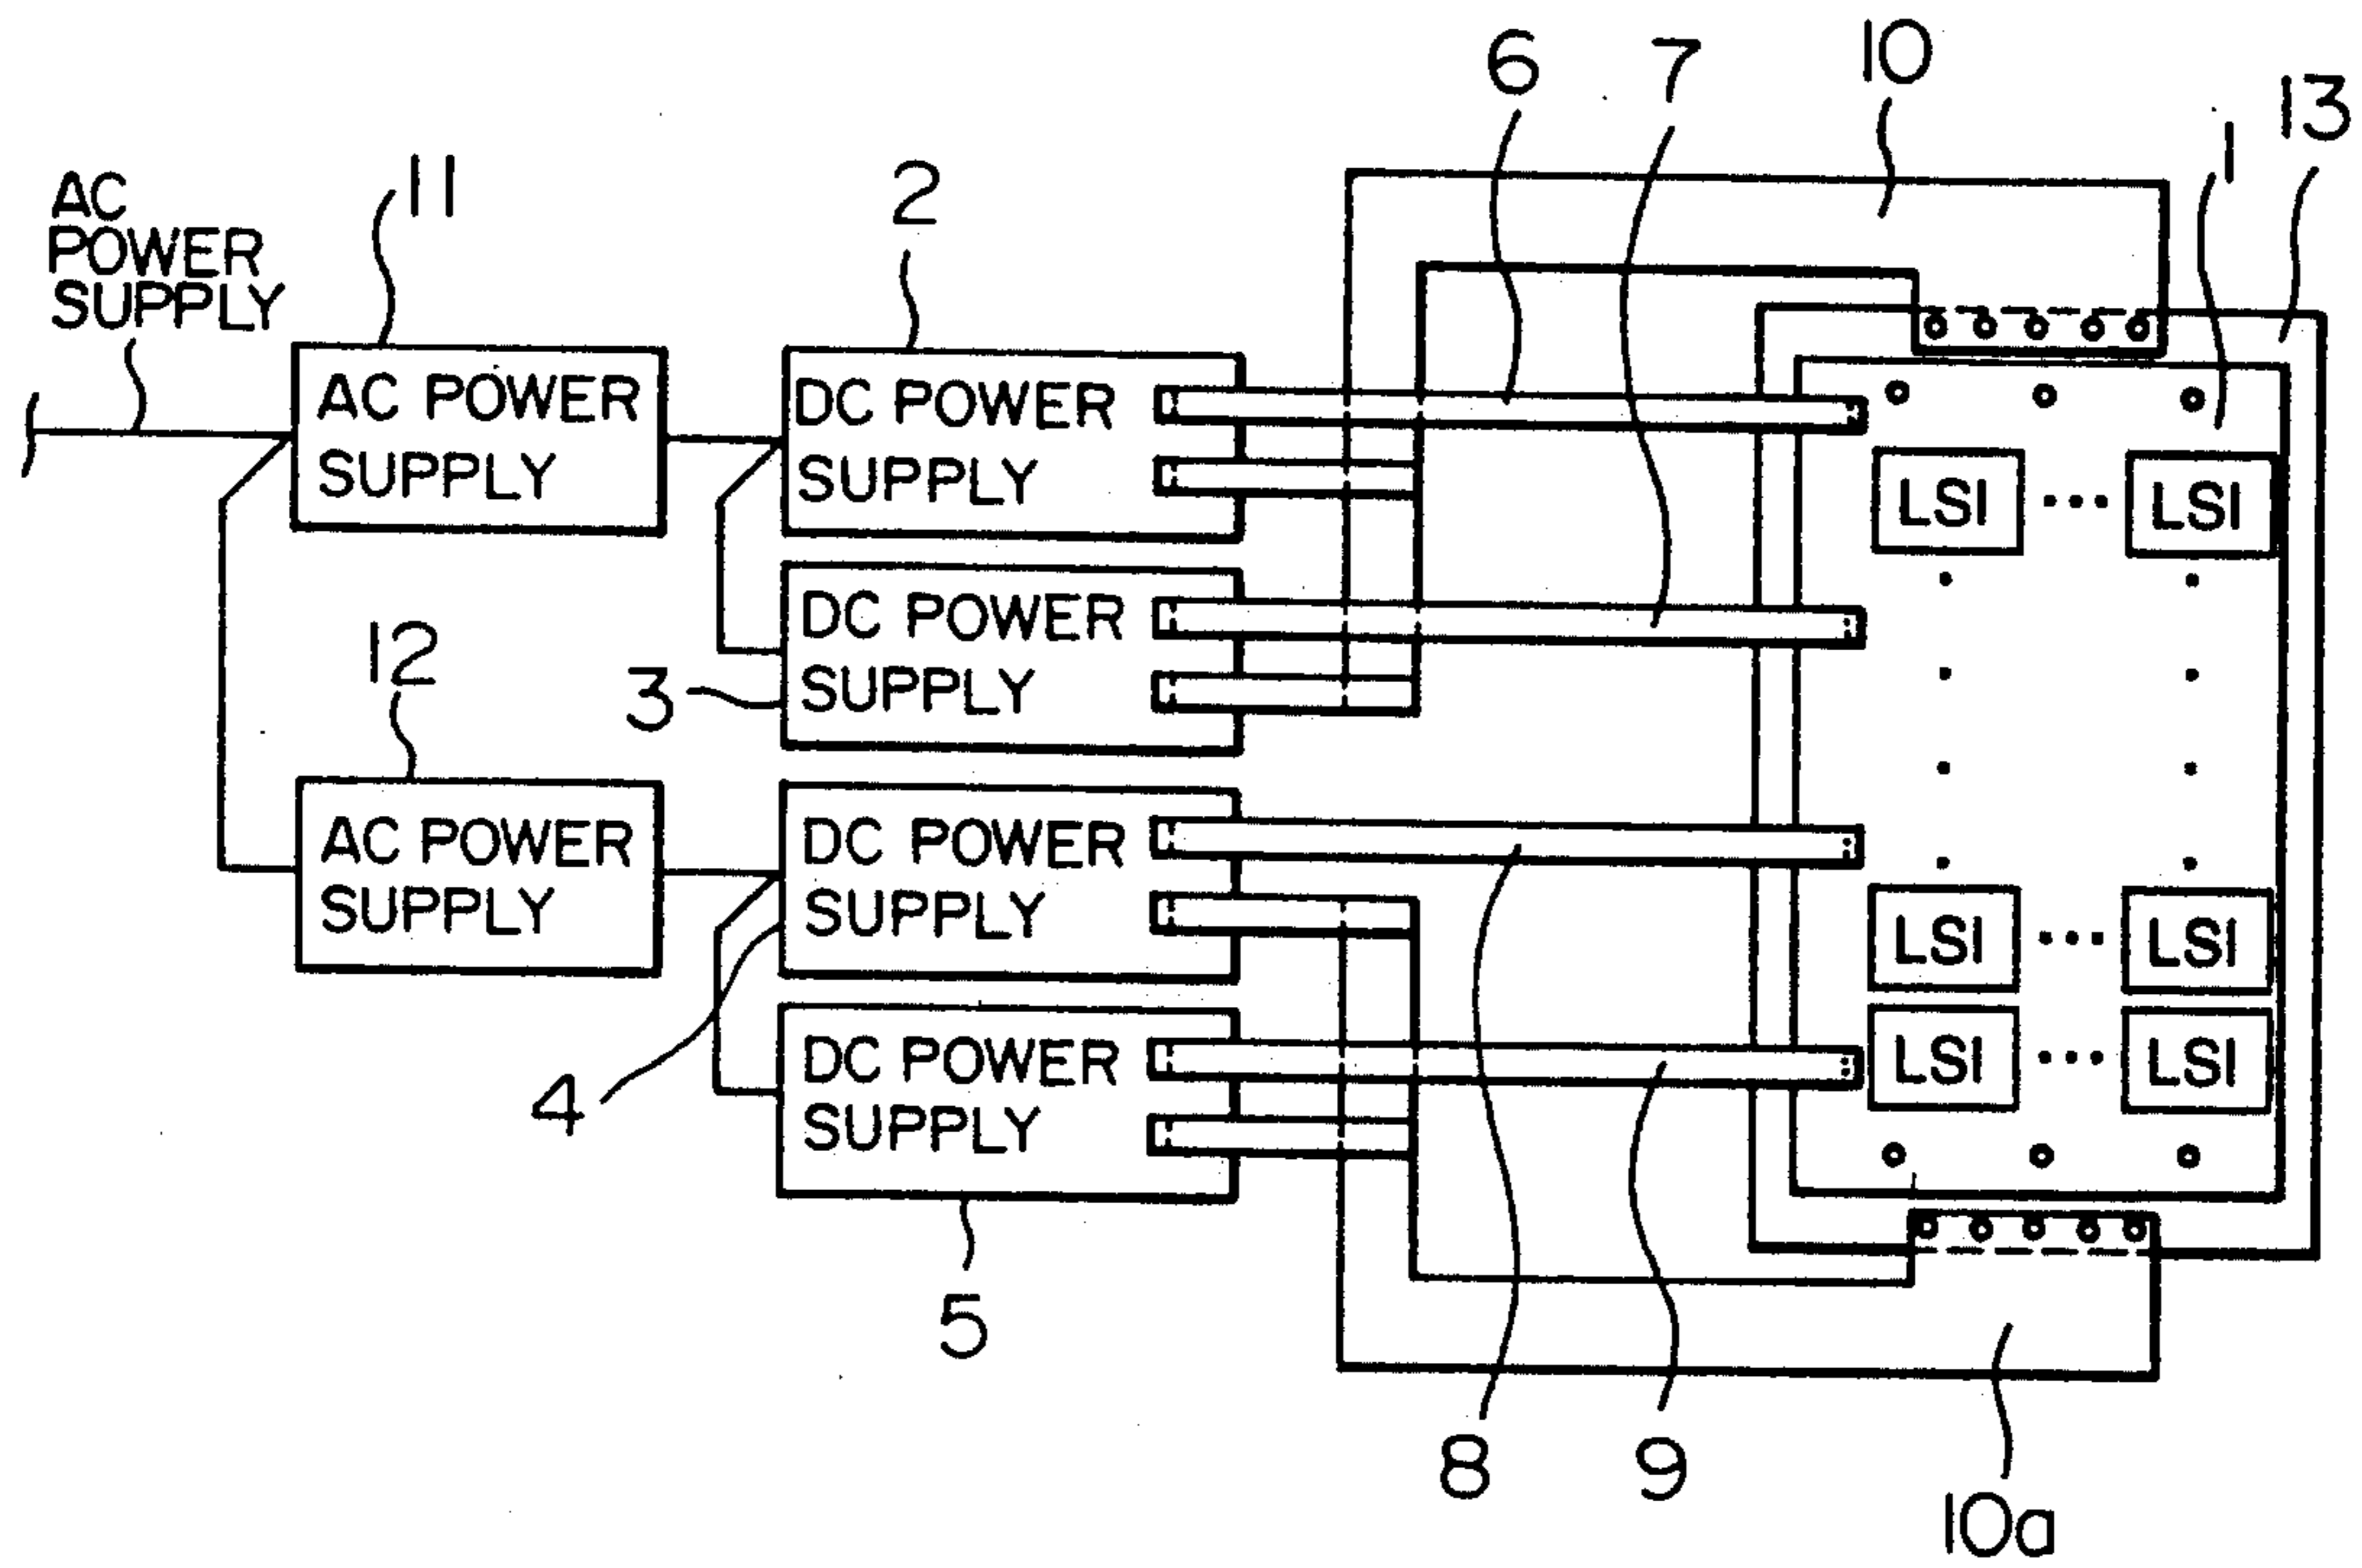 6
7
10
13
1
AC
POWER
SUPPLY
11
2
AC POWER
SUPPLY
DC POWER
SUPPLY
LSI ... LSI
12
3
DC POWER
SUPPLY
AC POWER
SUPPLY
DC POWER
SUPPLY
LSI ... LSI
4
DC POWER
SUPPLY
LSI ... LSI
5
8
9
10a